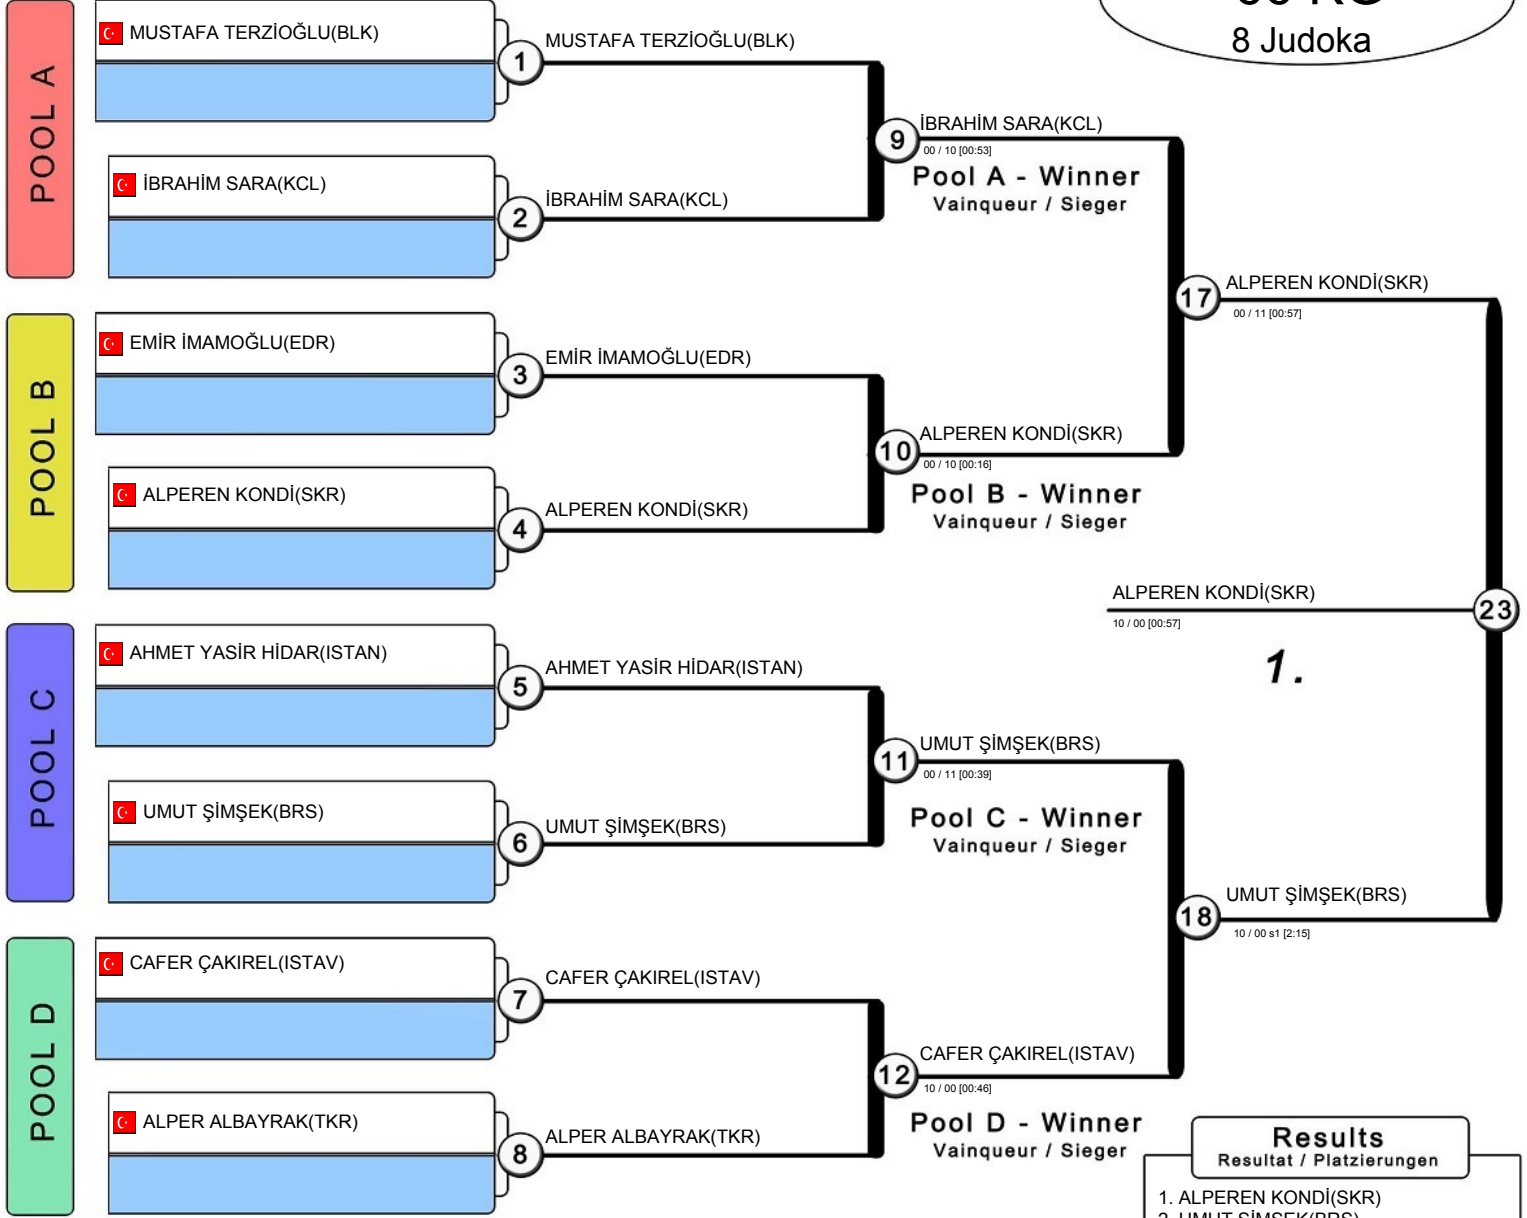 8 Judoka
POOL A
MUSTAFA TERZİOĞLU(BLK)
1
MUSTAFA TERZİOĞLU(BLK)
İBRAHİM SARA(KCL)
2
İBRAHİM SARA(KCL)
9
İBRAHİM SARA(KCL)
00 / 10 [00:53]
Pool A - Winner
Vainqueur / Sieger
POOL B
EMİR İMAMOĞLU(EDR)
3
EMİR İMAMOĞLU(EDR)
ALPEREN KONDİ(SKR)
4
ALPEREN KONDİ(SKR)
10
ALPEREN KONDİ(SKR)
00 / 10 [00:16]
Pool B - Winner
Vainqueur / Sieger
17
ALPEREN KONDİ(SKR)
00 / 11 [00:57]
POOL C
AHMET YASİR HİDAR(ISTAN)
5
AHMET YASİR HİDAR(ISTAN)
UMUT ŞİMŞEK(BRS)
6
UMUT ŞİMŞEK(BRS)
11
UMUT ŞİMŞEK(BRS)
00 / 11 [00:39]
Pool C - Winner
Vainqueur / Sieger
POOL D
CAFER ÇAKIREL(ISTAV)
7
CAFER ÇAKIREL(ISTAV)
ALPER ALBAYRAK(TKR)
8
ALPER ALBAYRAK(TKR)
12
CAFER ÇAKIREL(ISTAV)
10 / 00 [00:46]
Pool D - Winner
Vainqueur / Sieger
18
UMUT ŞİMŞEK(BRS)
10 / 00 s1 [2:15]
23
ALPEREN KONDİ(SKR)
10 / 00 [00:57]
1.
Results
Resultat / Platzierungen
1. ALPEREN KONDİ(SKR)
2. UMUT ŞİMŞEK(BRS)